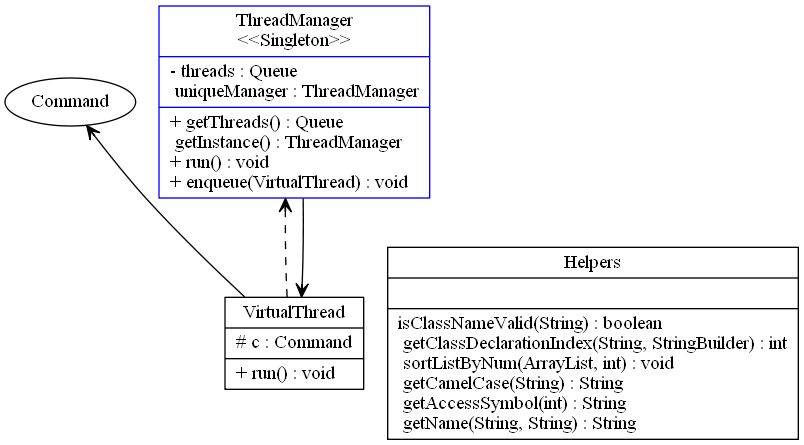 ThreadManager
<<Singleton>>
- threads : Queue
uniqueManager : ThreadManager
+ getThreads() : Queue
getInstance() : ThreadManager
+ run() : void
+ enqueue(VirtualThread) : void
Command
VirtualThread
# c : Command
+ run() : void
Helpers
isClassNameValid(String) : boolean
getClassDeclarationIndex(String, StringBuilder) : int
sortListByNum(ArrayList, int) : void
getCamelCase(String) : String
getAccessSymbol(int) : String
getName(String, String) : String